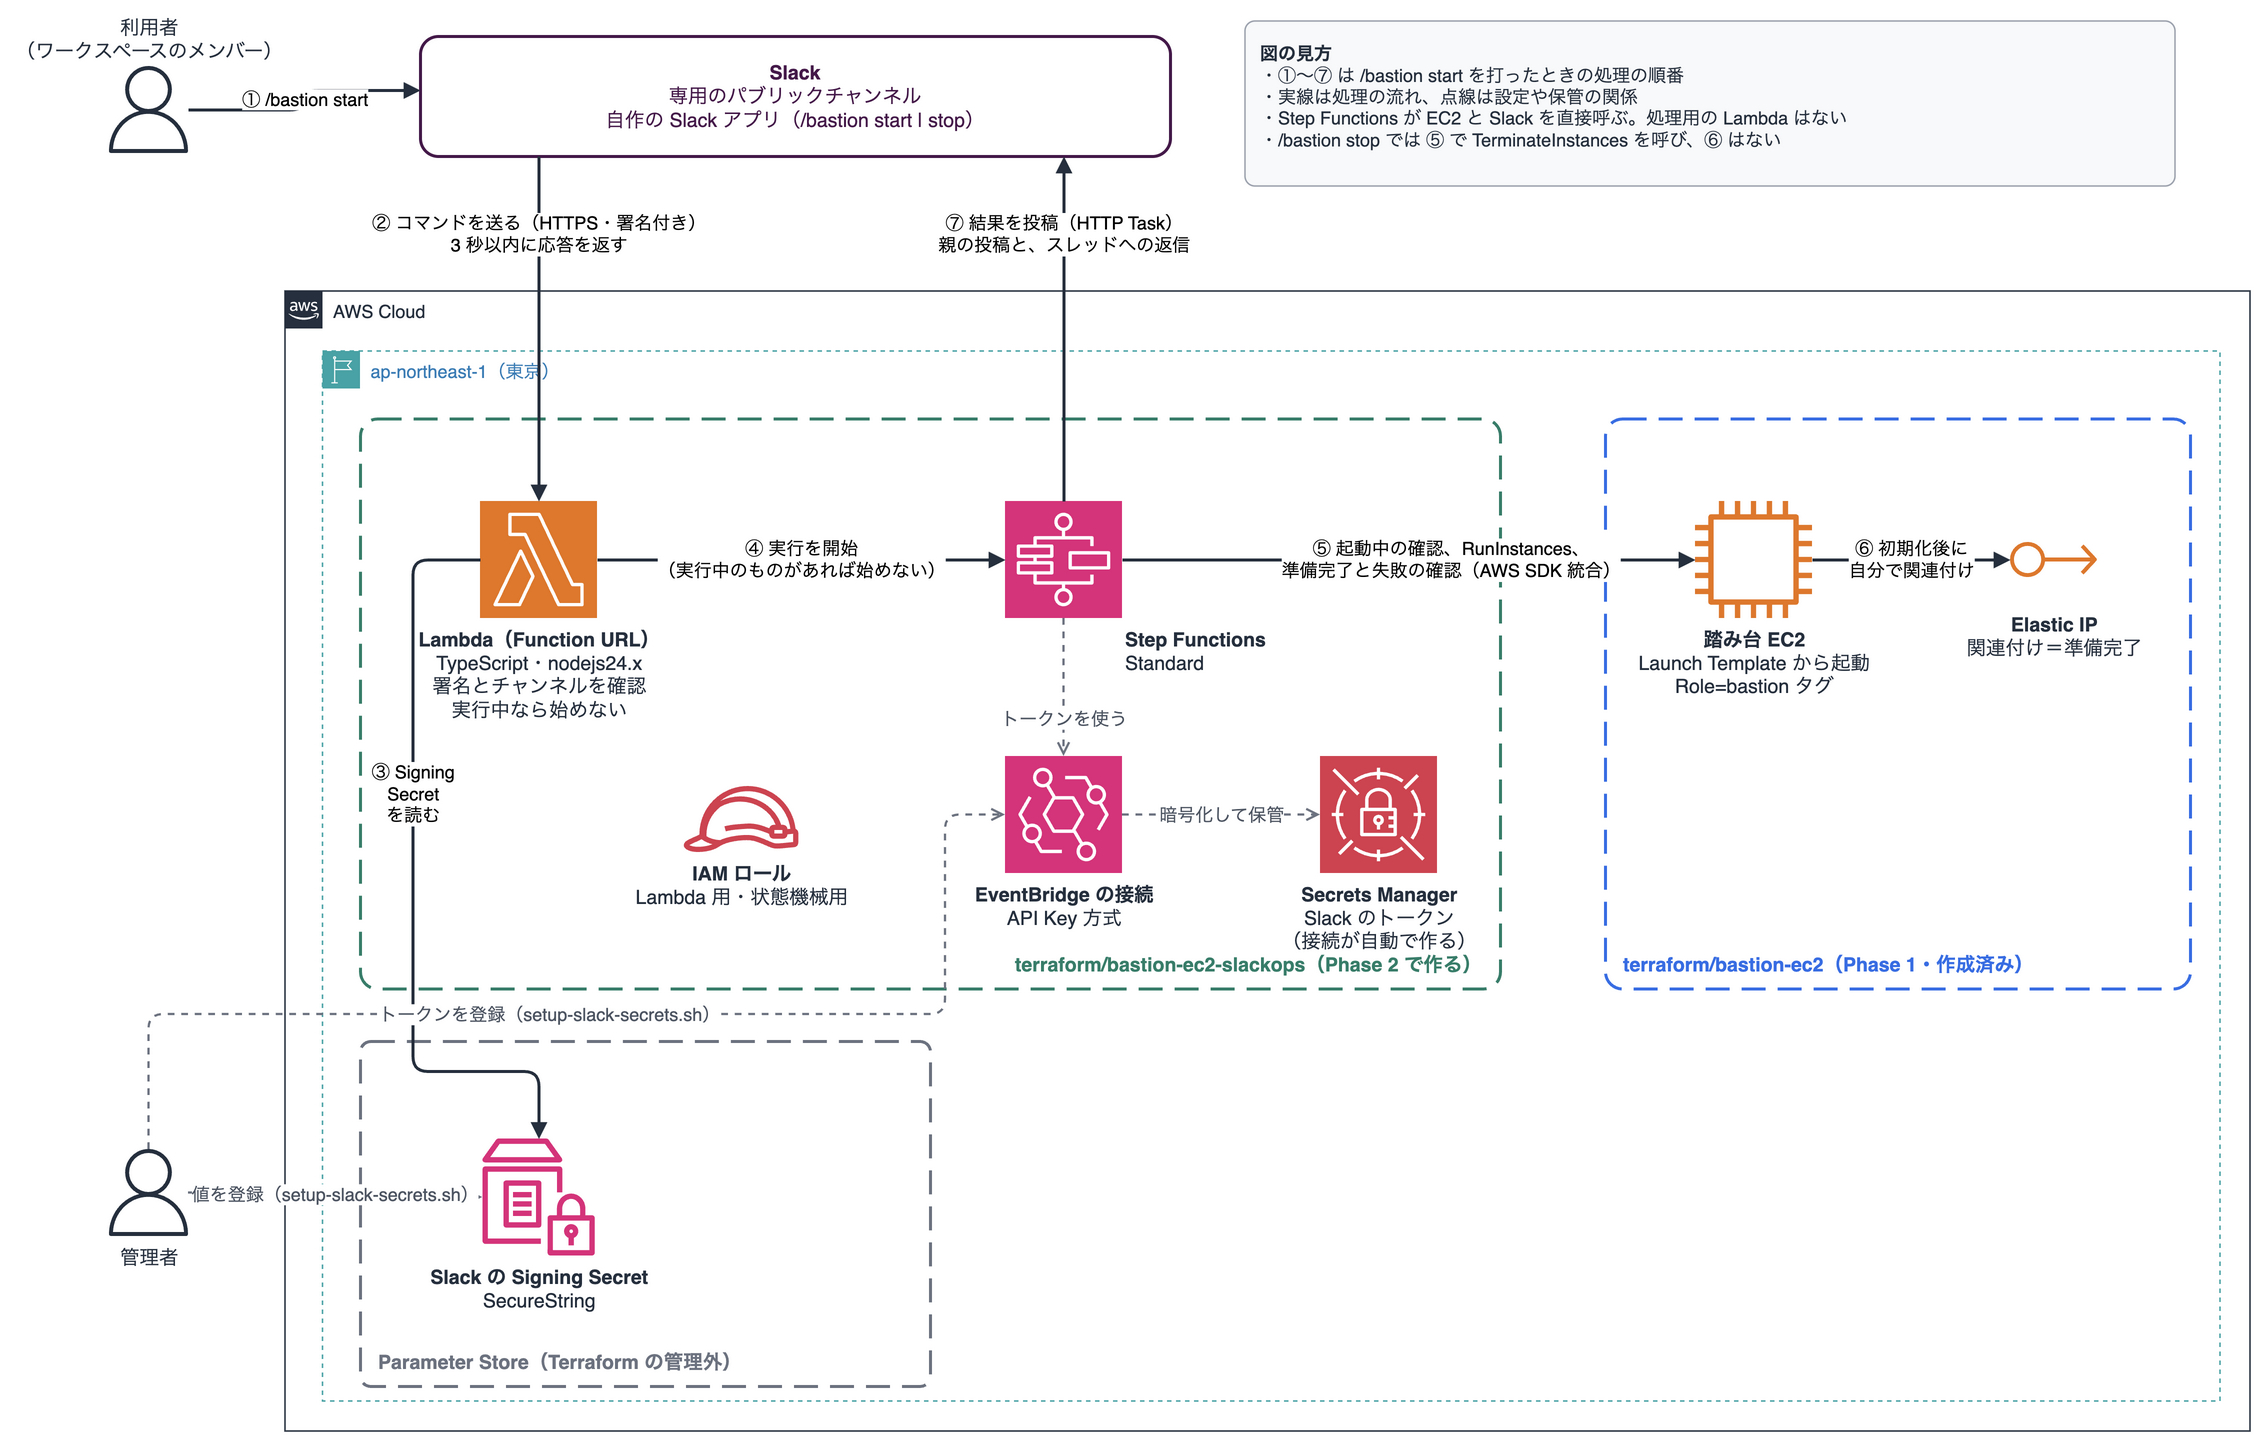 利用者
（ワークスペースのメンバー）
① /bastion start
Slack
専用のパブリックチャンネル
自作の Slack アプリ（/bastion start | stop）
図の見方
・①〜⑦ は /bastion start を打ったときの処理の順番
・実線は処理の流れ、点線は設定や保管の関係
・Step Functions が EC2 と Slack を直接呼ぶ。処理用の Lambda はない
・/bastion stop では ⑤ で TerminateInstances を呼び、⑥ はない
② コマンドを送る（HTTPS・署名付き）
3 秒以内に応答を返す
⑦ 結果を投稿（HTTP Task）
親の投稿と、スレッドへの返信
aws
AWS Cloud
ap-northeast-1（東京）
④ 実行を開始
（実行中のものがあれば始めない）
⑤ 起動中の確認、RunInstances、
準備完了と失敗の確認（AWS SDK 統合）
⑥ 初期化後に
自分で関連付け
Lambda（Function URL）
TypeScript・nodejs24.x
署名とチャンネルを確認
実行中なら始めない
Step Functions
Standard
踏み台 EC2
Launch Template から起動
Role=bastion タグ
Elastic IP
関連付け＝準備完了
トークンを使う
③ Signing
Secret
を読む
暗号化して保管
IAM ロール
Lambda 用・状態機械用
EventBridge の接続
API Key 方式
Secrets Manager
Slack のトークン
（接続が自動で作る）
terraform/bastion-ec2-slackops（Phase 2 で作る）
terraform/bastion-ec2（Phase 1・作成済み）
トークンを登録（setup-slack-secrets.sh）
値を登録（setup-slack-secrets.sh）
管理者
Slack の Signing Secret
SecureString
Parameter Store（Terraform の管理外）